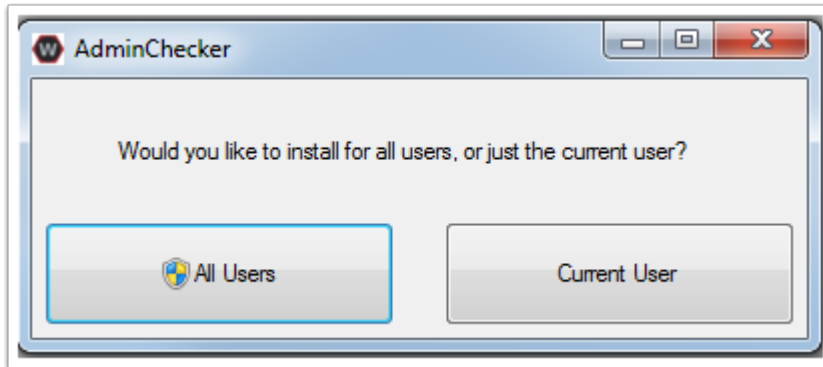 W AdminChecker
Would you like to install for all users, or just the current user?
All Users
Current User